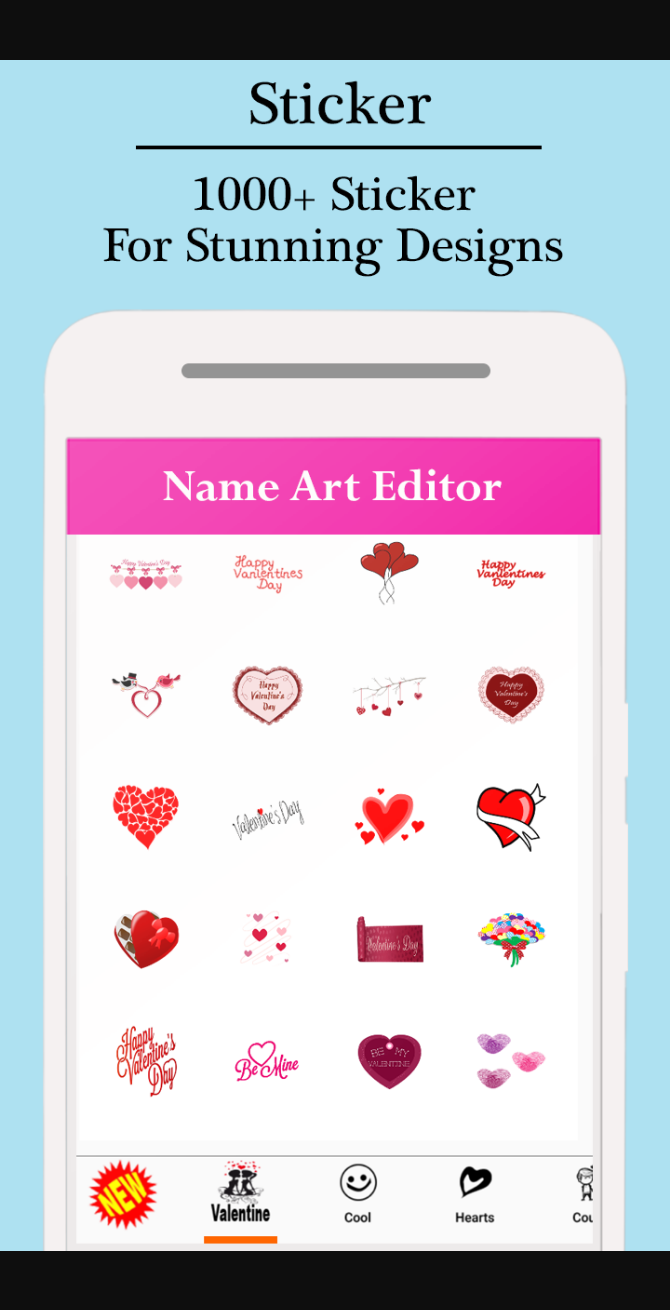 Sticker
1000+ Sticker
For Stunning Designs
Name Art Editor
Happy Valentine's Day
Happy
Vanlentines
Day
Happy
Vanlentines
Day
Happy
Valentine's
Day
Happy
Valentine's
Day
Valentine's Day
Valentine's Day
Happy
Valentine's
Day
Be Mine
BE MY
VALENTINE
NEW
Valentine
Cool
Hearts
Cou